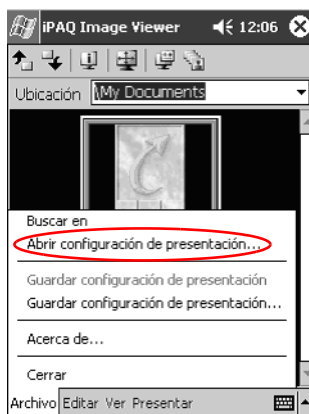 iPAQ Image Viewer 12:06
Ubicación \My Documents
Buscar en
Abrir configuración de presentación...
Guardar configuración de presentación
Guardar configuración de presentación...
Acerca de...
Cerrar
Archivo Editar Ver Presentar